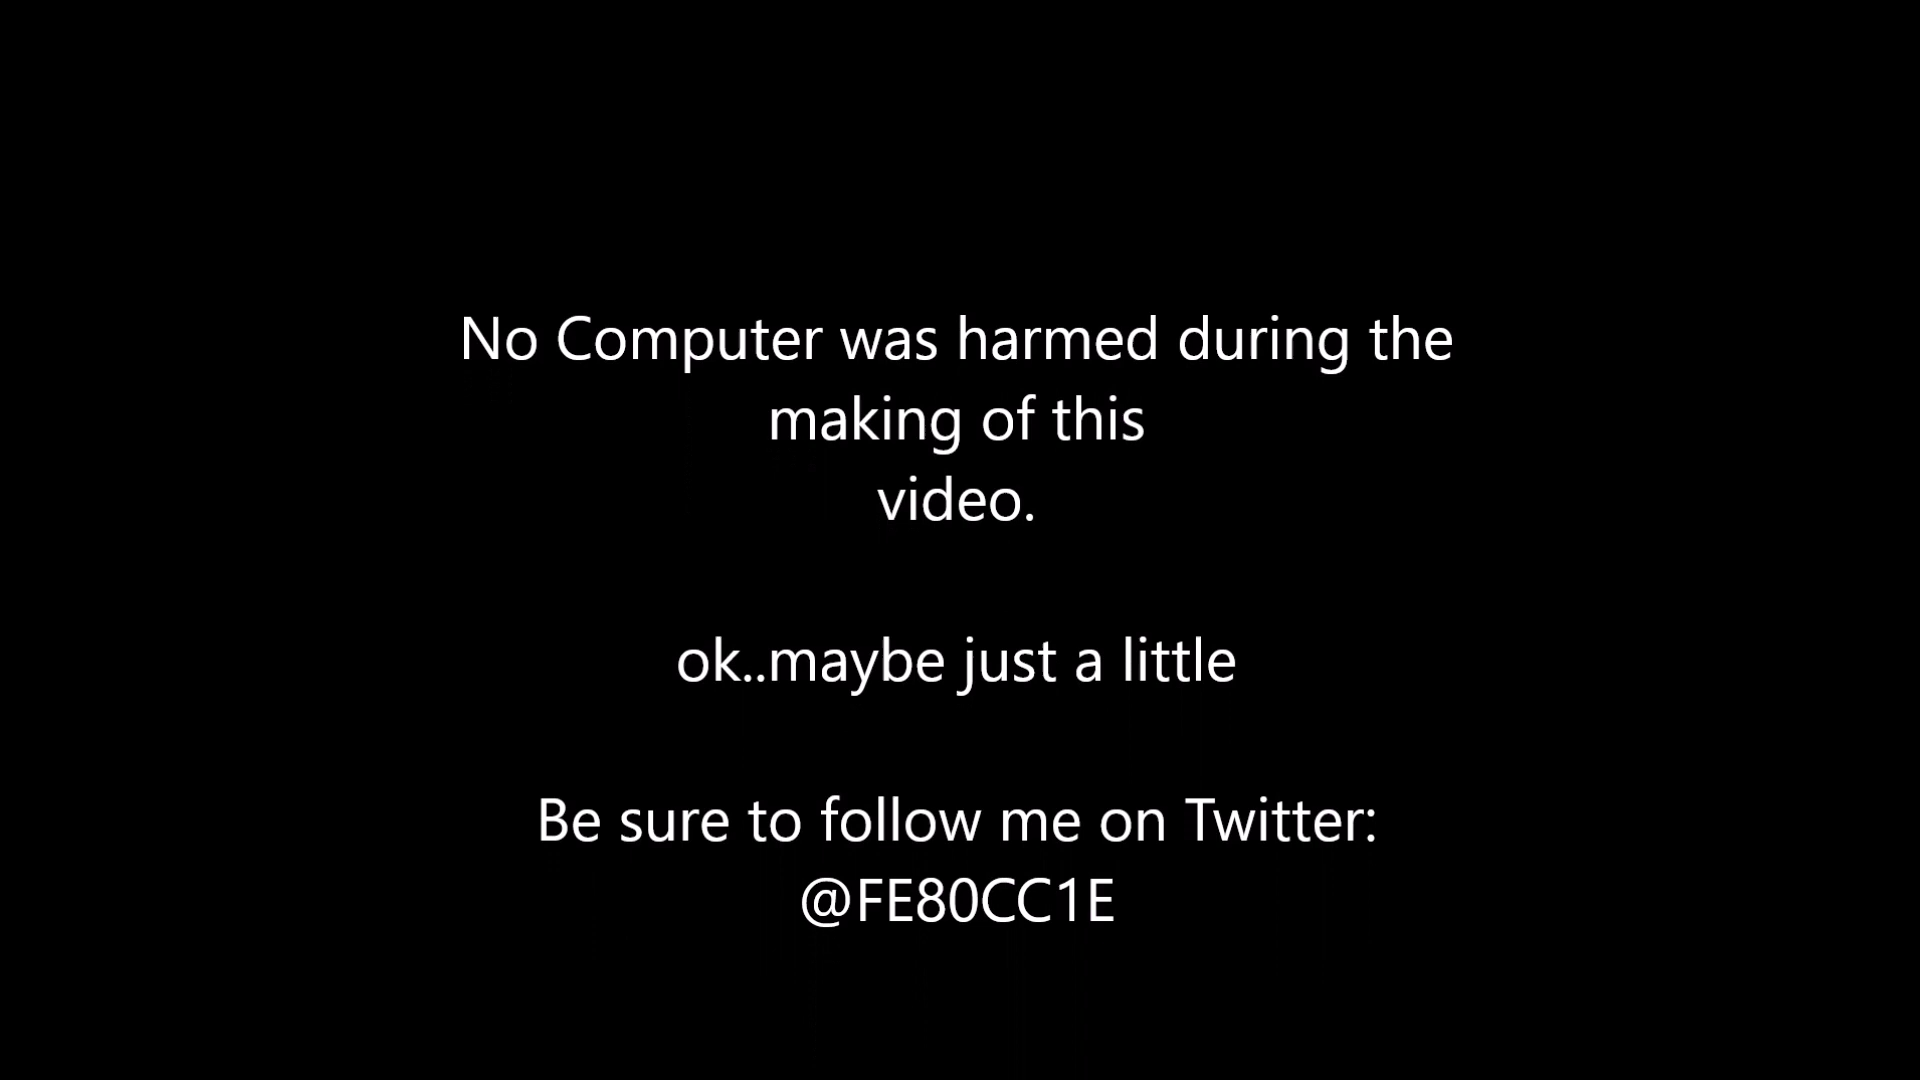 No Computer was harmed during the
making of this
video.
ok..maybe just a little
Be sure to follow me on Twitter:
@FE80CC1E